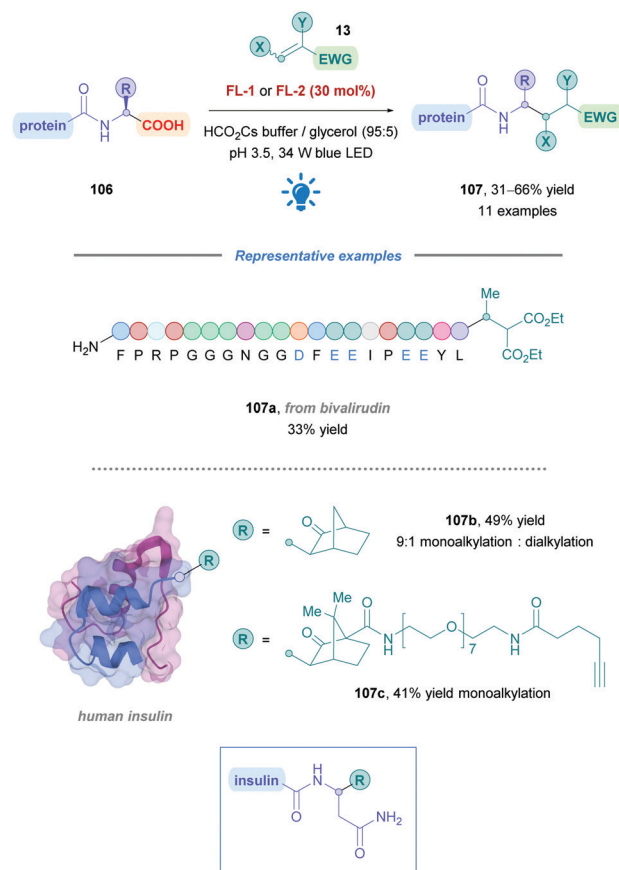 Y
13
X
EWG
FL-1 or FL-2 (30 mol%)
HCO2Cs buffer / glycerol (95:5)
pH 3.5, 34 W blue LED
protein
O
N
H
R
COOH
106
protein
O
N
H
R
X
Y
EWG
107, 31–66% yield
11 examples
Representative examples
H2N
F P R P G G G N G G D F E E I P E E Y L
Me
CO2Et
CO2Et
107a, from bivalirudin
33% yield
R
human insulin
R =
O
107b, 49% yield
9:1 monoalkylation : dialkylation
R =
Me
Me
O
O
N
H
O
7
H
N
O
107c, 41% yield monoalkylation
insulin
O
H
N
R
NH2
O